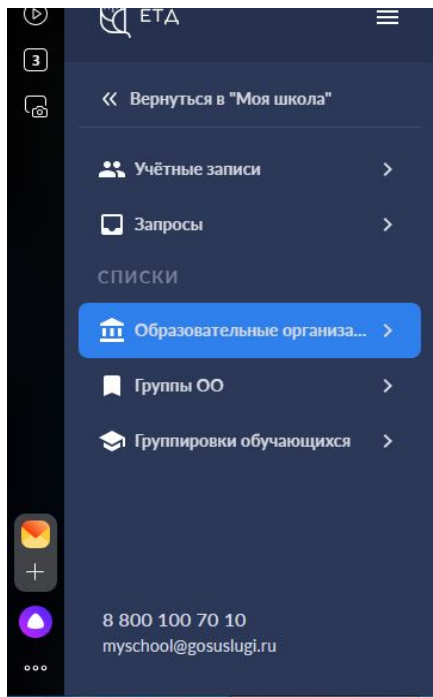 ЕТД
3
Вернуться в "Моя школа"
Учётные записи
Запросы
СПИСКИ
Образовательные организа...
Группы ОО
Группировки обучающихся
8 800 100 70 10
myschool@gosuslugi.ru